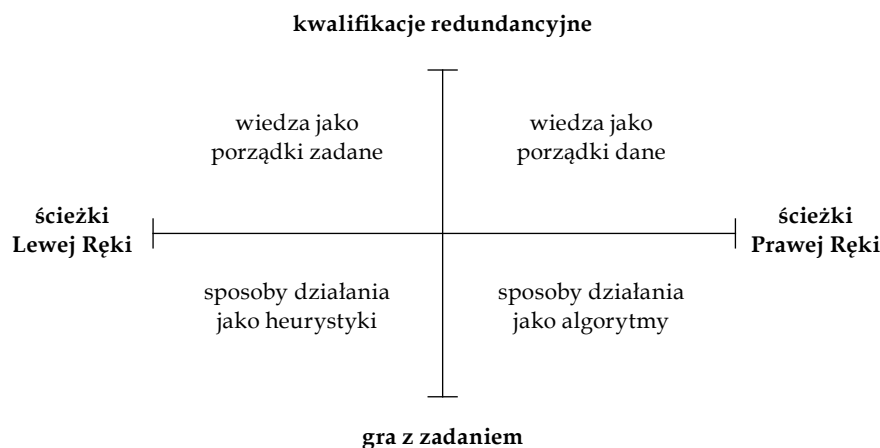 kwalifikacje redundancyjne
wiedza jako
porządki zadane
wiedza jako
porządki dane
ścieżki
Lewej Ręki
ścieżki
Prawej Ręki
sposoby działania
jako heurystyki
sposoby działania
jako algorytmy
gra z zadaniem